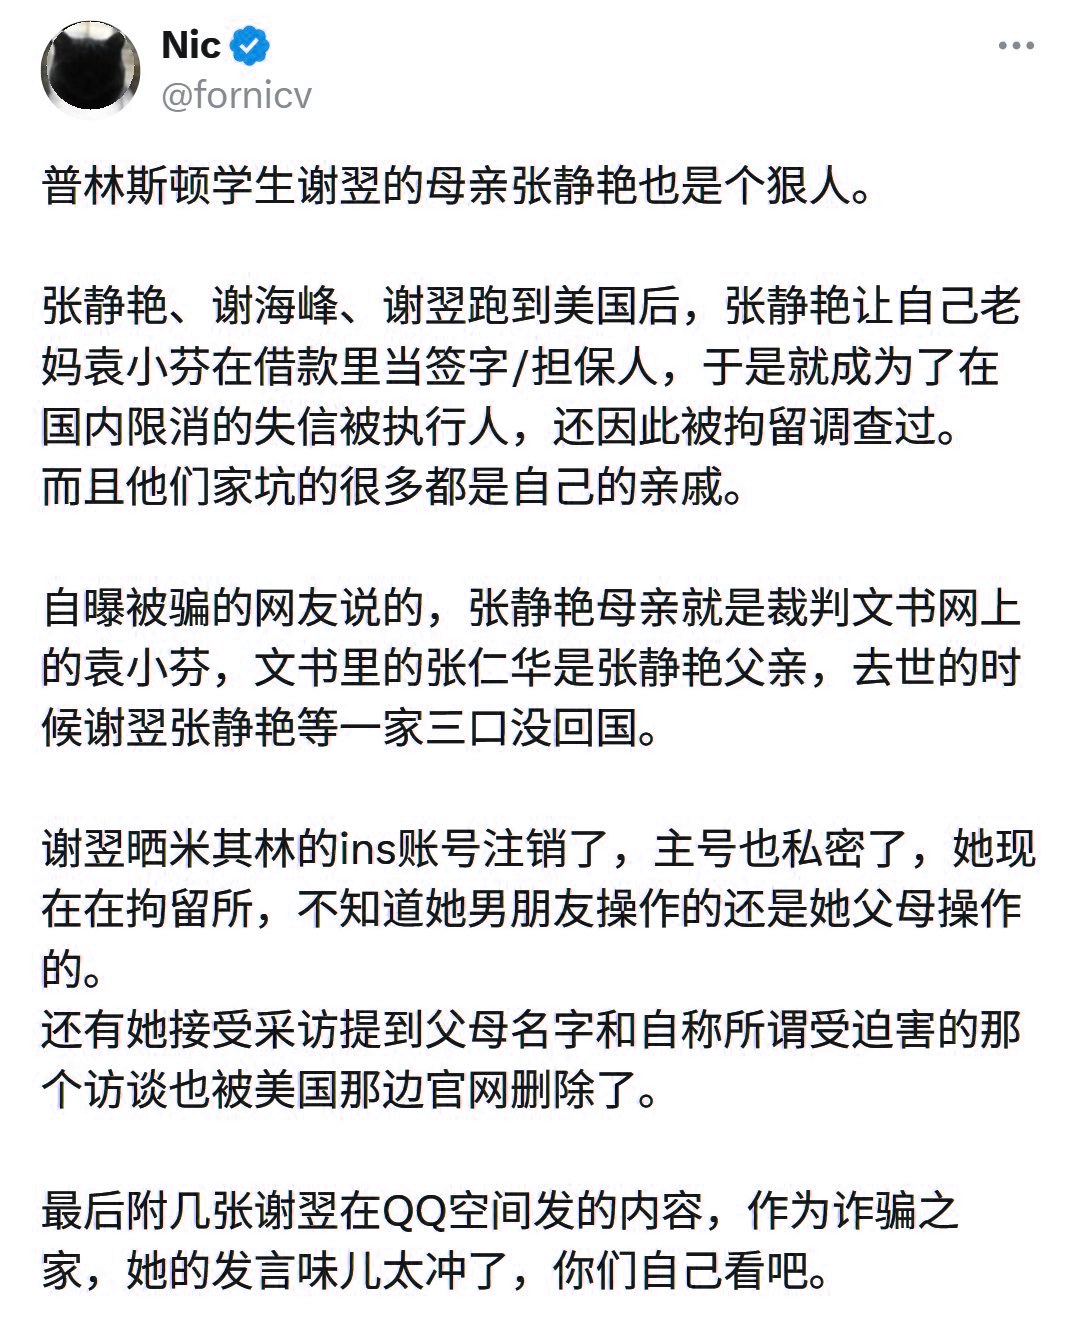 Nic
@fornicv
普林斯顿学生谢翌的母亲张静艳也是个狠人。
张静艳、谢海峰、谢翌跑到美国后，张静艳让自己老
妈袁小芬在借款里当签字/担保人，于是就成为了在
国内限消的失信被执行人，还因此被拘留调查过。
而且他们家坑的很多都是自己的亲戚。
自曝被骗的网友说的，张静艳母亲就是裁判文书网上
的袁小芬，文书里的张仁华是张静艳父亲，去世的时
候谢翌张静艳等一家三口没回国。
谢翌晒米其林的ins账号注销了，主号也私密了，她现
在在拘留所，不知道她男朋友操作的还是她父母操作
的。
还有她接受采访提到父母名字和自称所谓受迫害的那
个访谈也被美国那边官网删除了。
最后附几张谢翌在QQ空间发的内容，作为诈骗之
家，她的发言味儿太冲了，你们自己看吧。